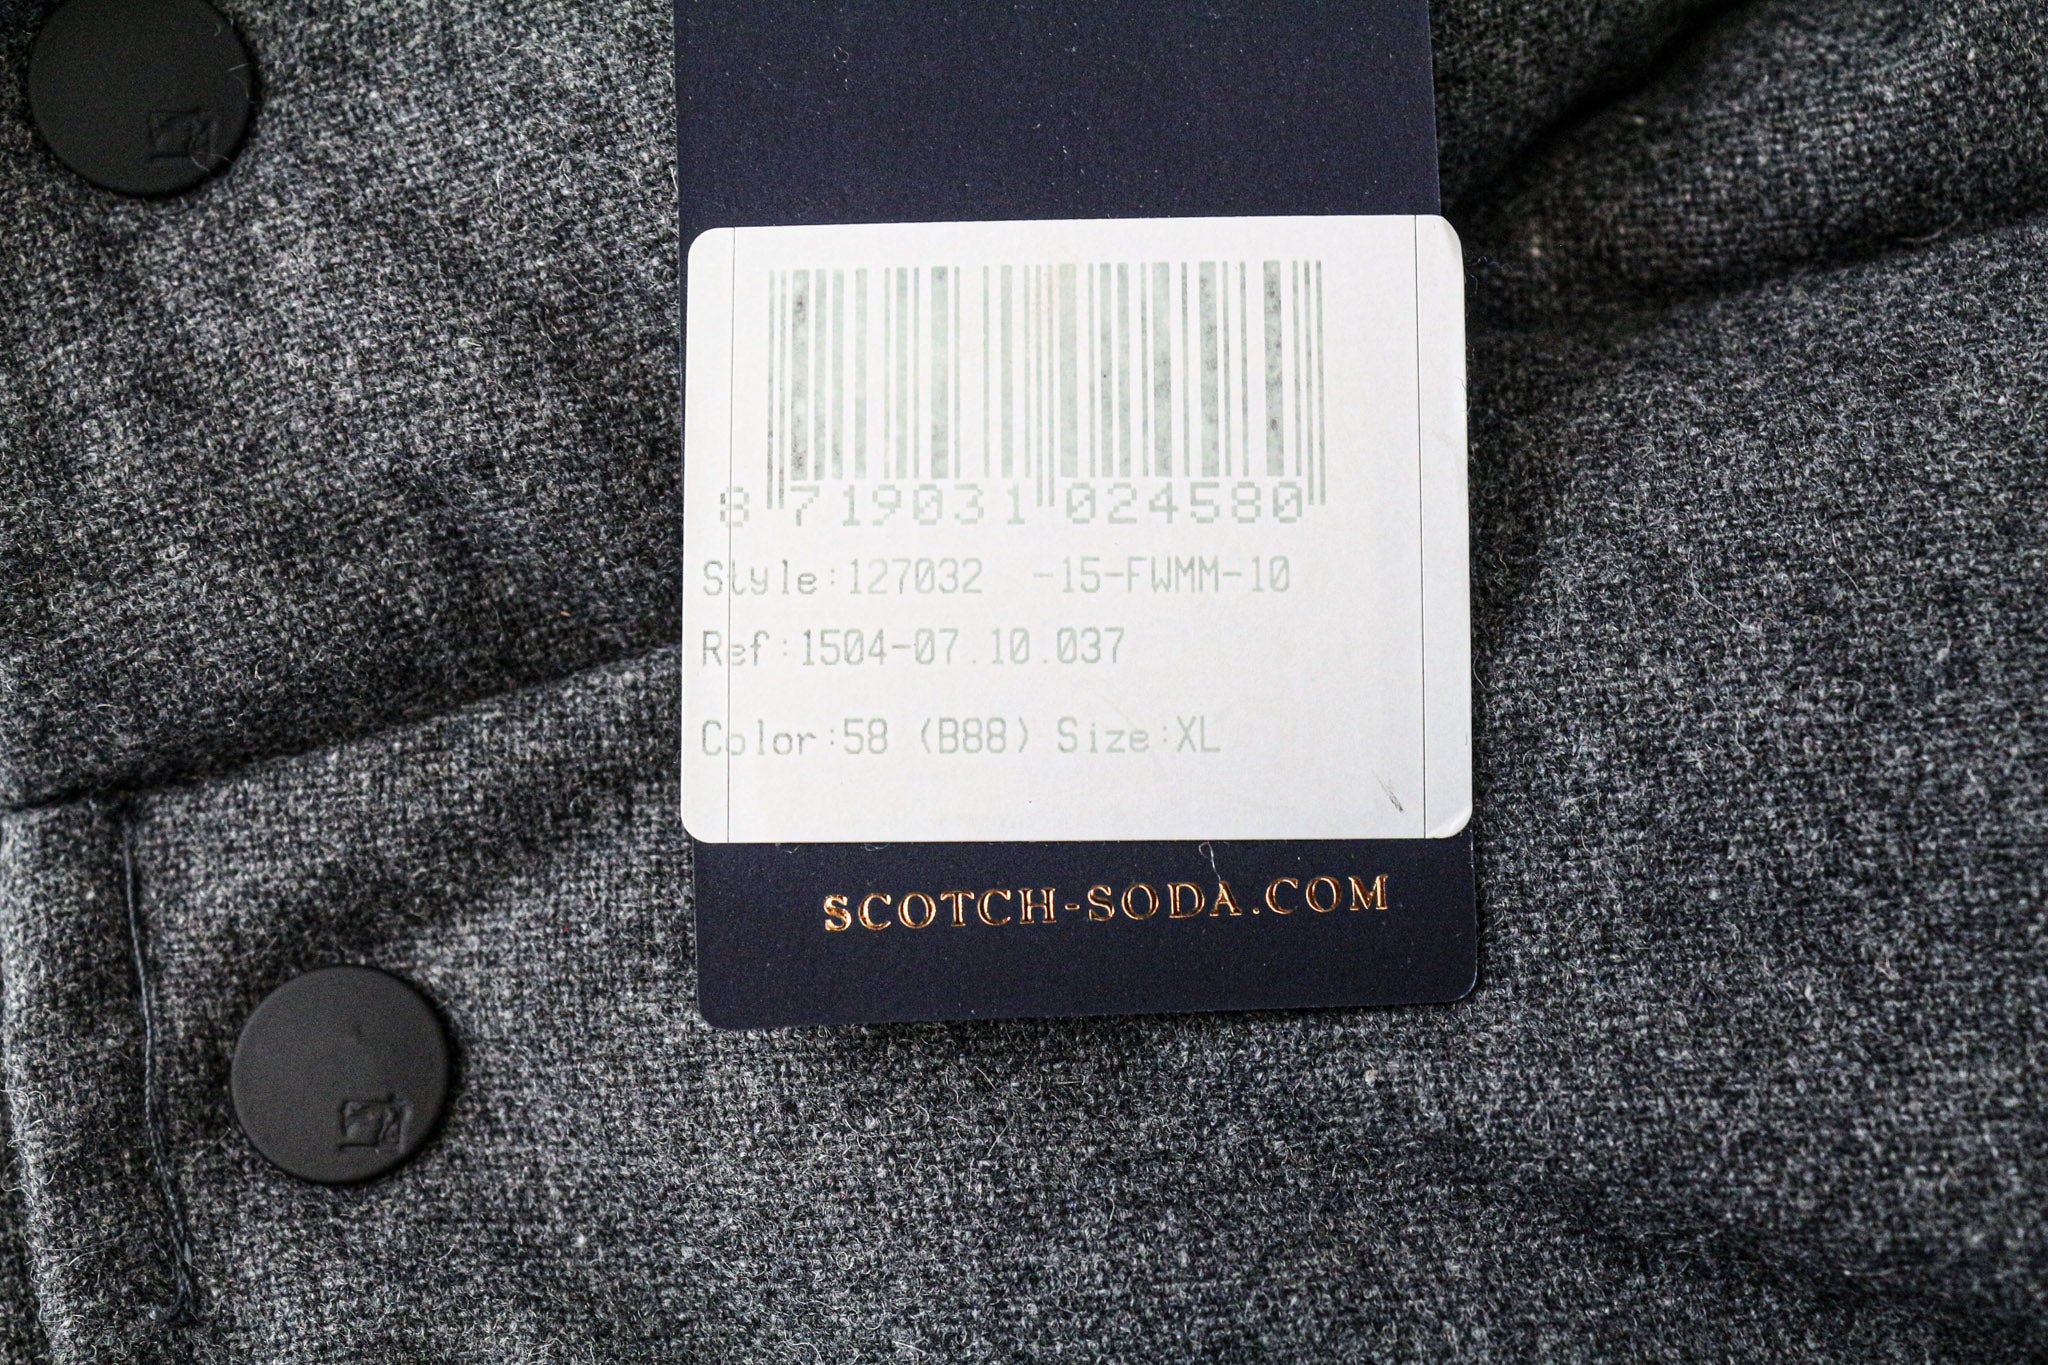 8 719031 024580
Style:127032 -15-FWMM-10
Ref:1504-07.10.037
Color:58 (B88) Size:XL
SCOTCH-SODA.COM